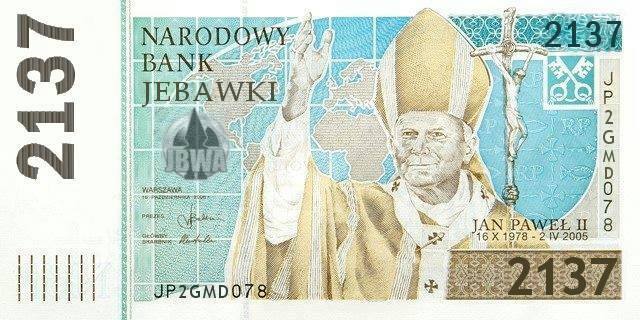 2137
NARODOWY
BANK
JEBAWKI
2137
JBWA
JP2GMD078
WARSZAWA
16 PAŹDZIERNIKA 2006 r.
PREZES
GŁÓWNY
SKARBNIK
JAN PAWEŁ II
16 X 1978 - 2 IV 2005
JP2GMD078
2137